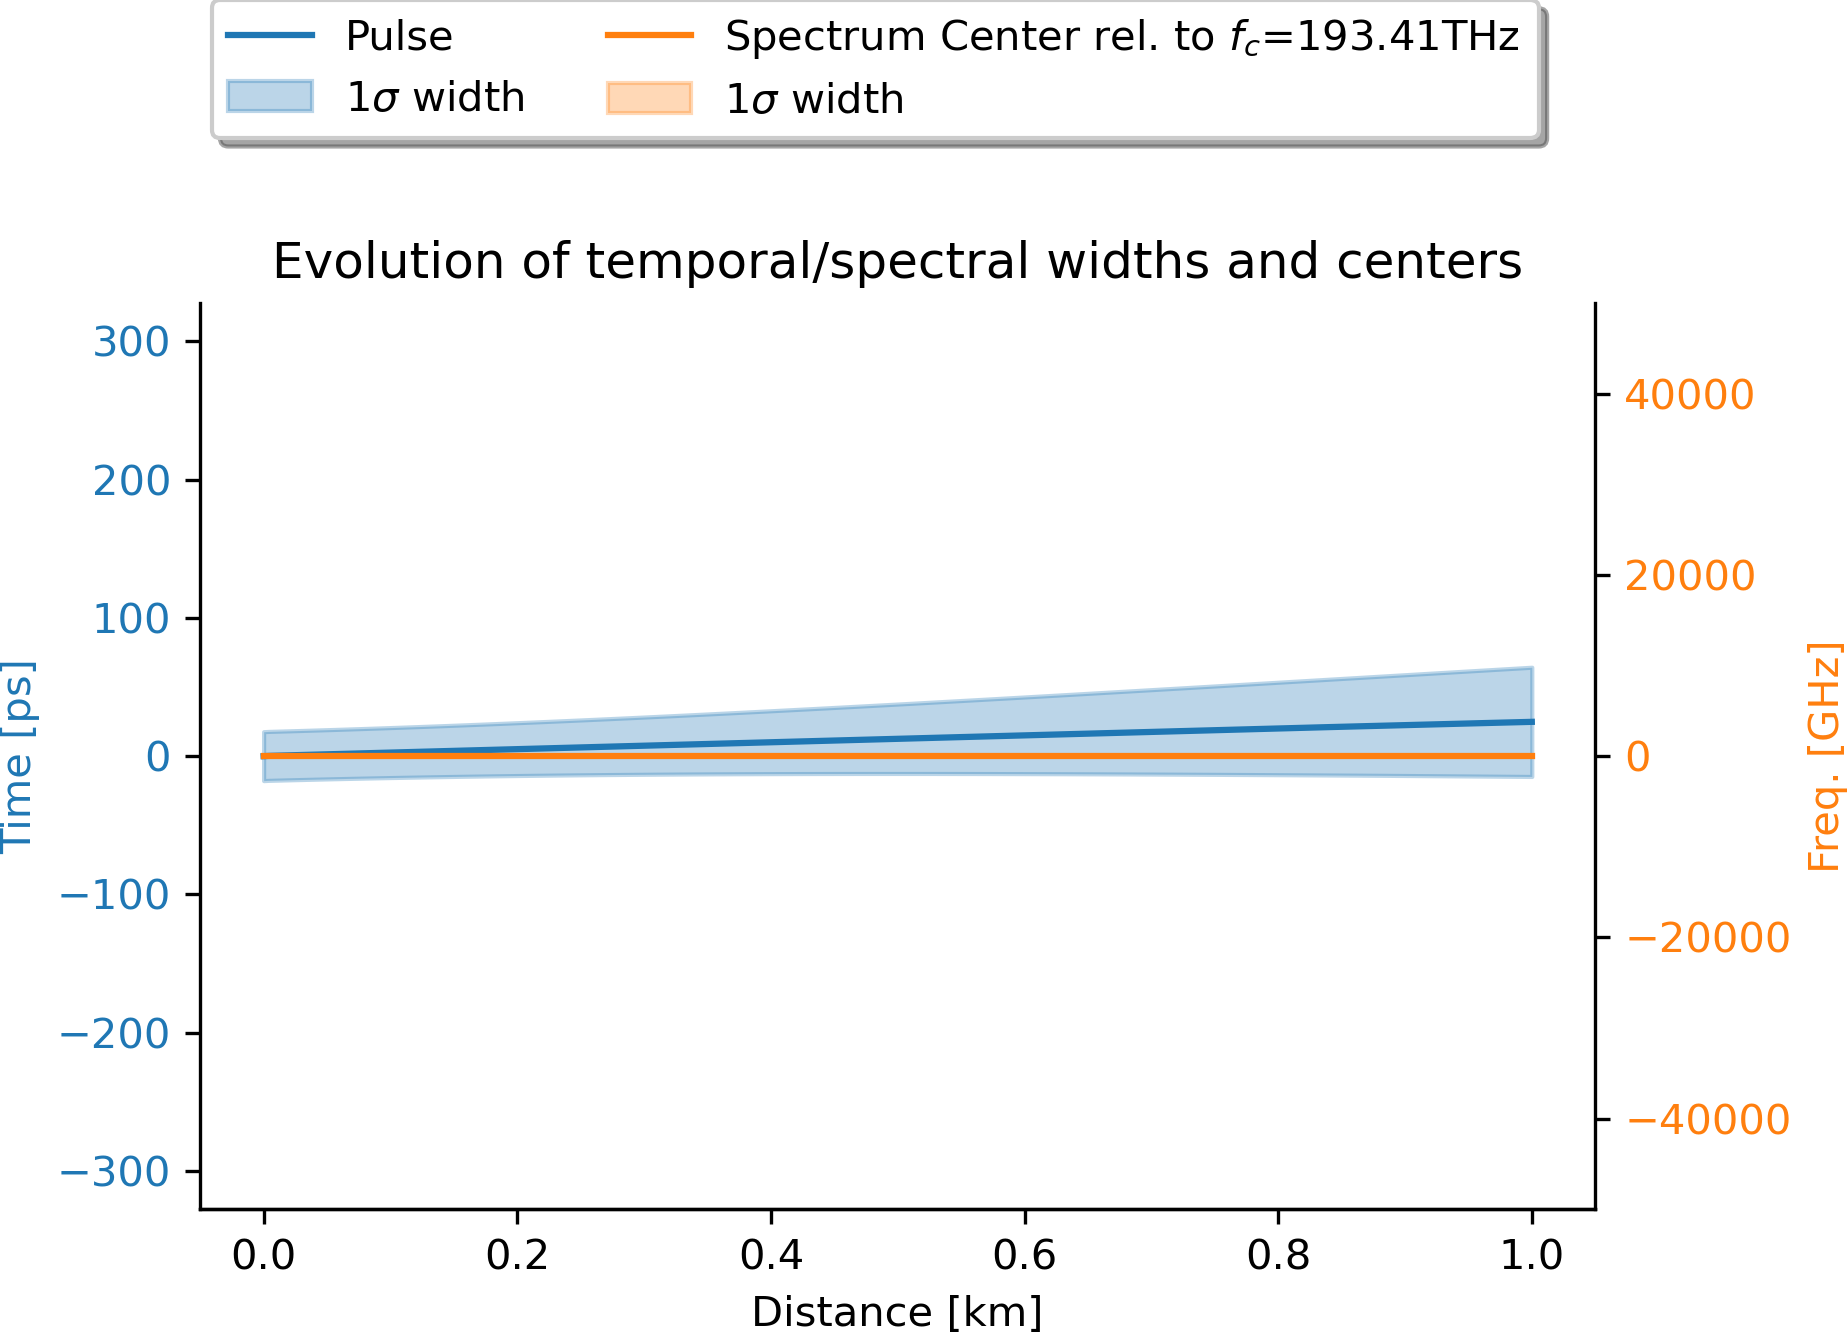 Pulse
1σ width
Spectrum Center rel. to fc=193.41THz
1σ width
Evolution of temporal/spectral widths and centers
Time [ps]
300
200
100
0
−100
−200
−300
40000
20000
0
−20000
−40000
Freq. [GHz]
0.0 0.2 0.4 0.6 0.8 1.0
Distance [km]